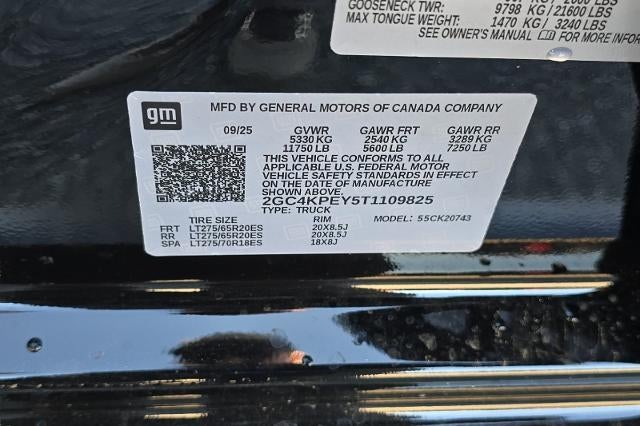 2000 LBS
GOOSENECK TWR: 9798 KG / 21600 LBS
MAX TONGUE WEIGHT: 1470 KG / 3240 LBS
SEE OWNER'S MANUAL FOR MORE INFOR
gm MFD BY GENERAL MOTORS OF CANADA COMPANY
09/25 GVWR GAWR FRT GAWR RR
5330 KG 2540 KG 3289 KG
11750 LB 5600 LB 7250 LB
THIS VEHICLE CONFORMS TO ALL
APPLICABLE U.S. FEDERAL MOTOR
VEHICLE SAFETY STANDARDS IN EFFECT
ON THE DATE OF MANUFACTURE
SHOWN ABOVE.
2GC4KPEY5T1109825
TYPE: TRUCK MODEL: 55CK20743
TIRE SIZE RIM
FRT LT275/65R20ES 20X8.5J
RR LT275/65R20ES 20X8.5J
SPA LT275/70R18ES 18X8J